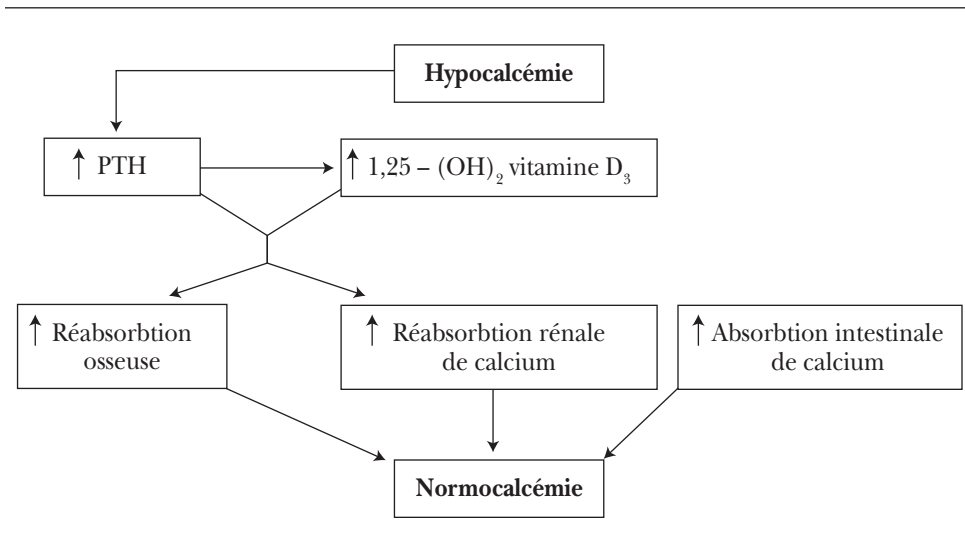 Hypocalcémie
↑ PTH
↑ 1,25 – (OH)₂ vitamine D₃
↑ Réabsorbtion
osseuse
↑ Réabsorbtion rénale
de calcium
↑ Absorbtion intestinale
de calcium
Normocalcémie